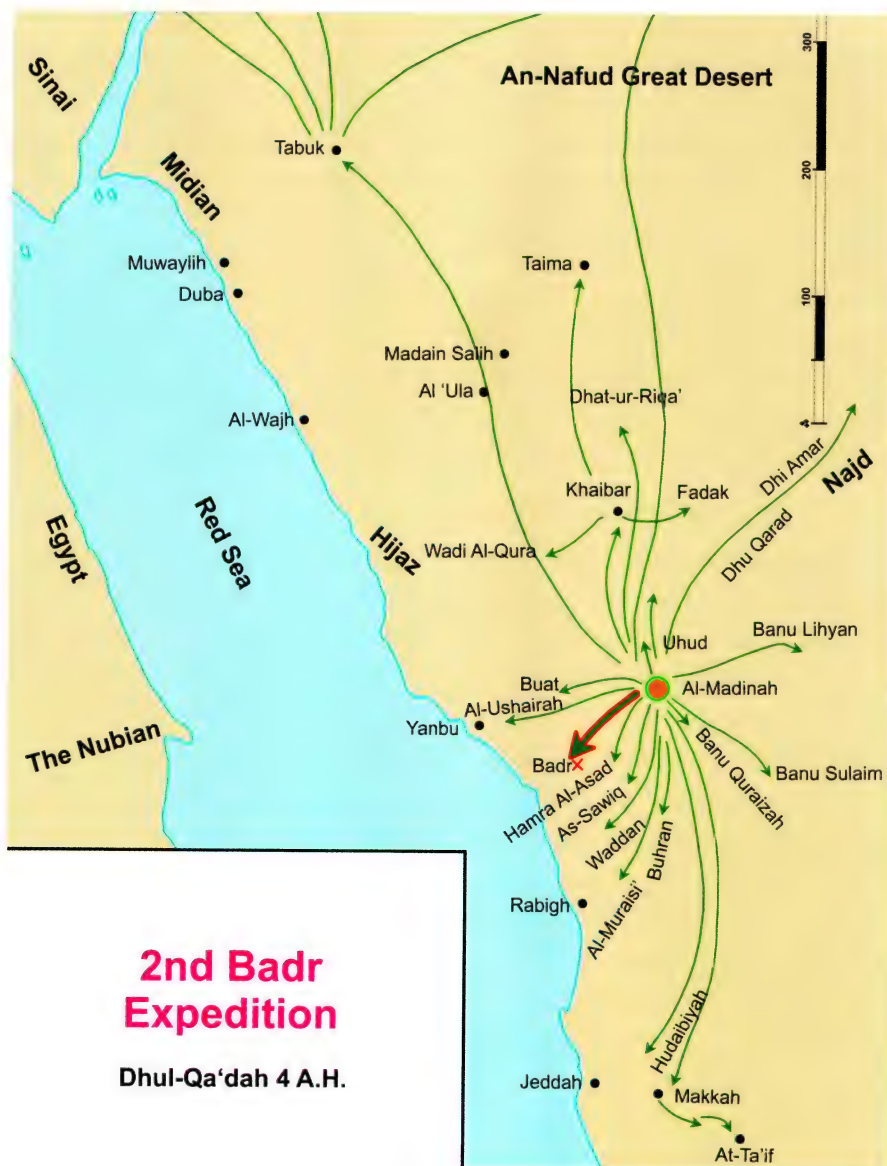 300
An-Nafud Great Desert
Sinai
Tabuk
200
Midian
Muwaylih
Taima
Duba
100
Madain Salih
Al ‘Ula
Dhat-ur-Riqa’
Al-Wajh
Dhi Amar
Najd
Khaibar
Fadak
Red Sea
Egypt
Hijaz
Wadi Al-Qura
Dhu Qarad
Uhud
Banu Lihyan
Buat
Al-Madinah
Al-Ushairah
Yanbu
The Nubian
Badr
Hamra Al-Asad
Banu Quraizah
Banu Sulaim
As-Sawiq
Waddan
Buhran
Rabigh
Al-Muraisi’
2nd Badr
Expedition
Dhul-Qa‘dah 4 A.H.
Hudaibiyah
Jeddah
Makkah
At-Ta’if